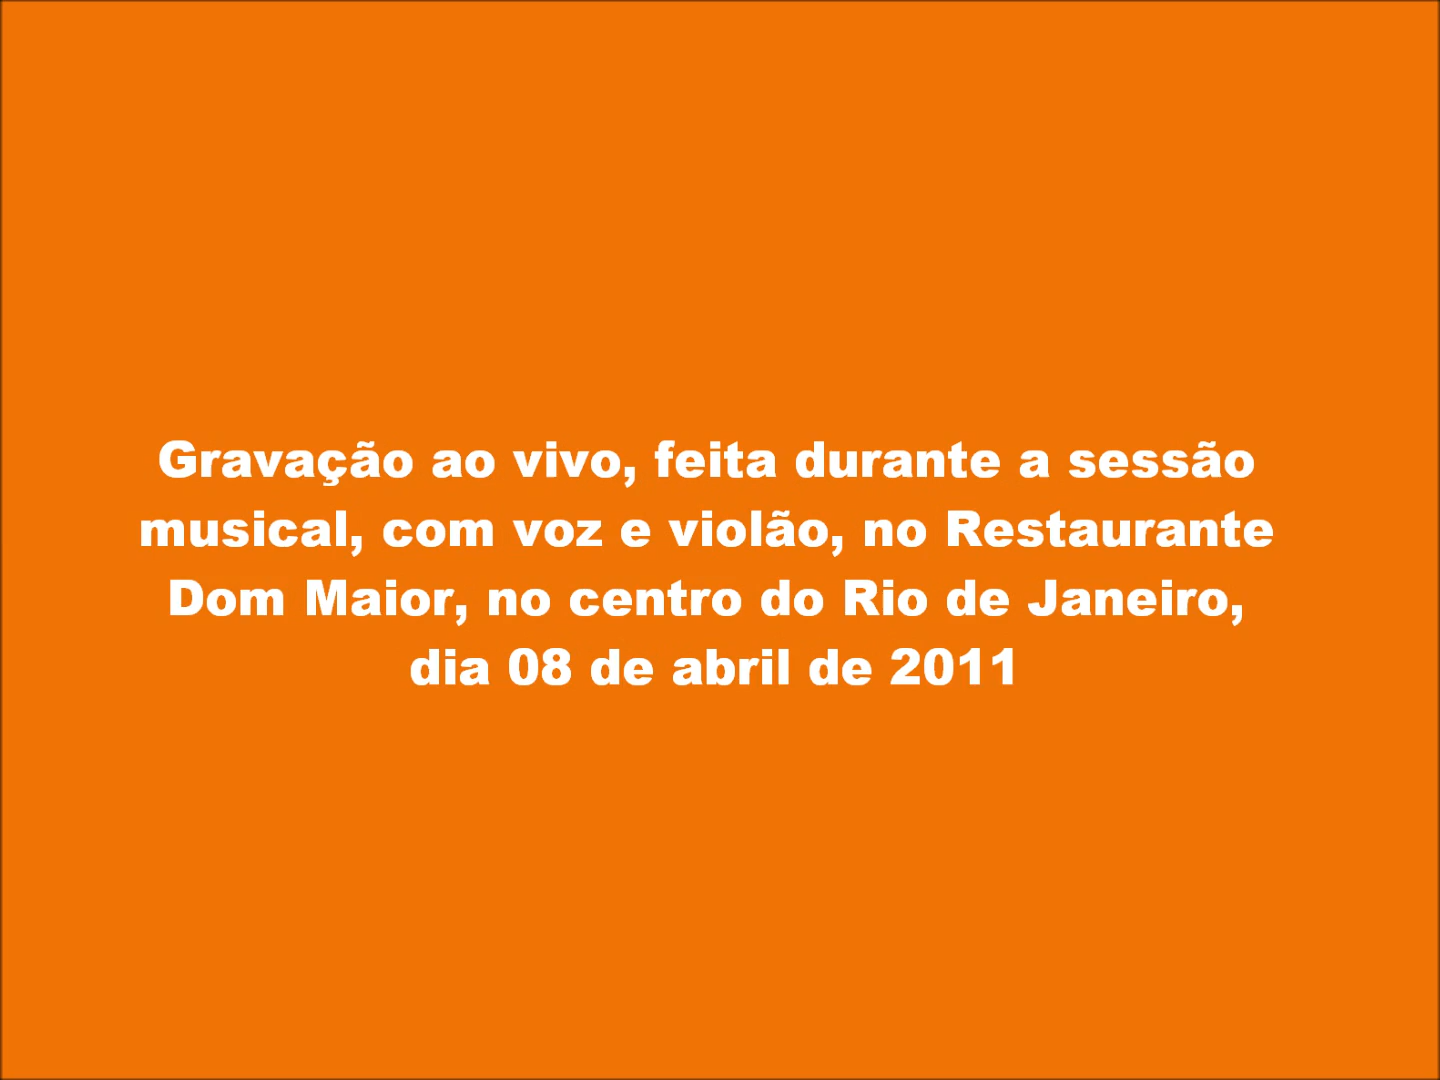 Gravação ao vivo, feita durante a sessão
musical, com voz e violão, no Restaurante
Dom Maior, no centro do Rio de Janeiro,
dia 08 de abril de 2011